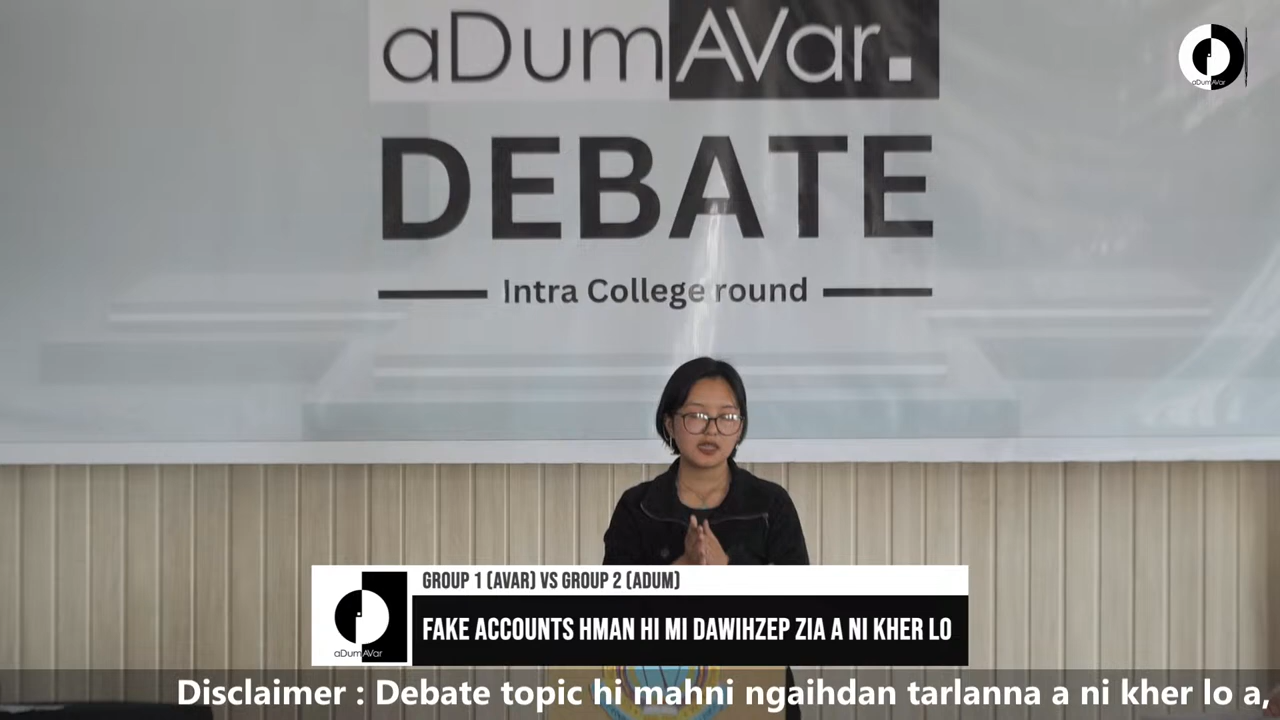 aDumAVar.
DEBATE
Intra College round
aDumAVar
GROUP 1 (AVAR) VS GROUP 2 (ADUM)
FAKE ACCOUNTS HMAN HI MI DAWIHZEP ZIA A NI KHER LO
aDumAVar
Disclaimer : Debate topic hi mahni ngaihdan tarlanna a ni kher lo a,